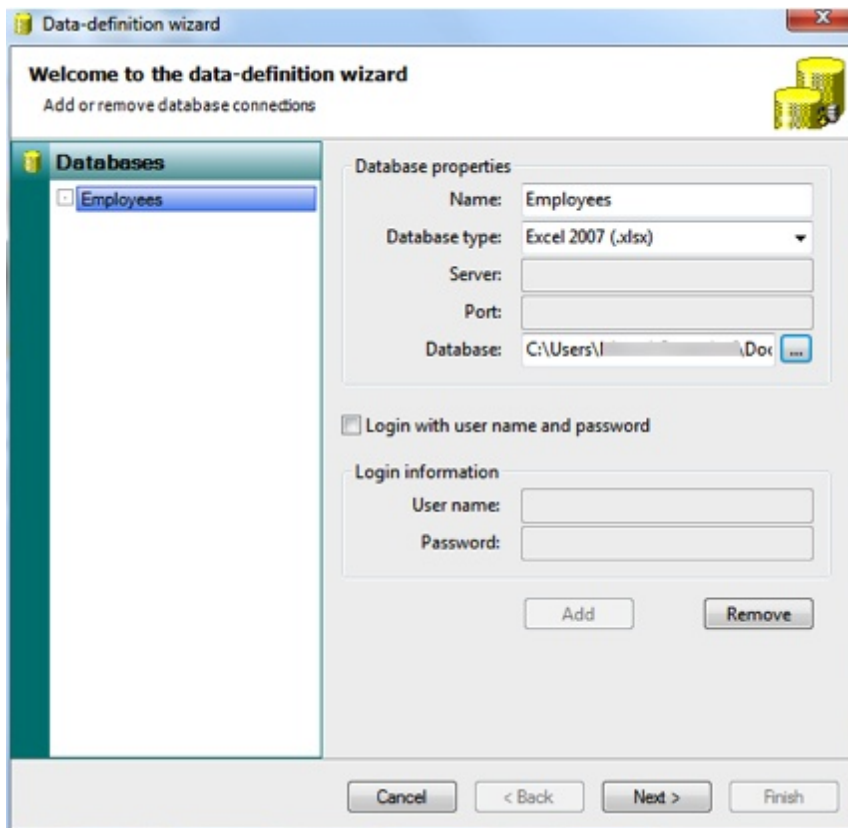 Data-definition wizard
Welcome to the data-definition wizard
Add or remove database connections
Databases
Employees
Database properties
Name: Employees
Database type: Excel 2007 (.xlsx)
Server:
Port:
Database: C:\Users\ \Doc ...
Login with user name and password
Login information
User name:
Password:
Add Remove
Cancel < Back Next > Finish